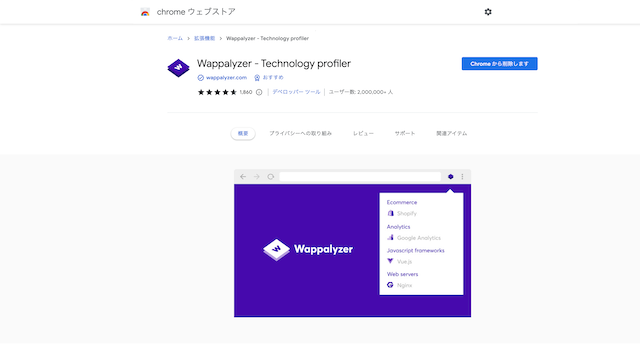 chrome ウェブストア
ホーム > 拡張機能 > Wappalyzer - Technology profiler
Wappalyzer - Technology profiler
Chrome から削除します
wappalyzer.com おすすめ
1,860 デベロッパー ツール ユーザー数: 2,000,000+ 人
概要 プライバシーへの取り組み レビュー サポート 関連アイテム
Ecommerce
Shopify
Analytics
Google Analytics
Wappalyzer
Javascript frameworks
Vue.js
Web servers
Nginx